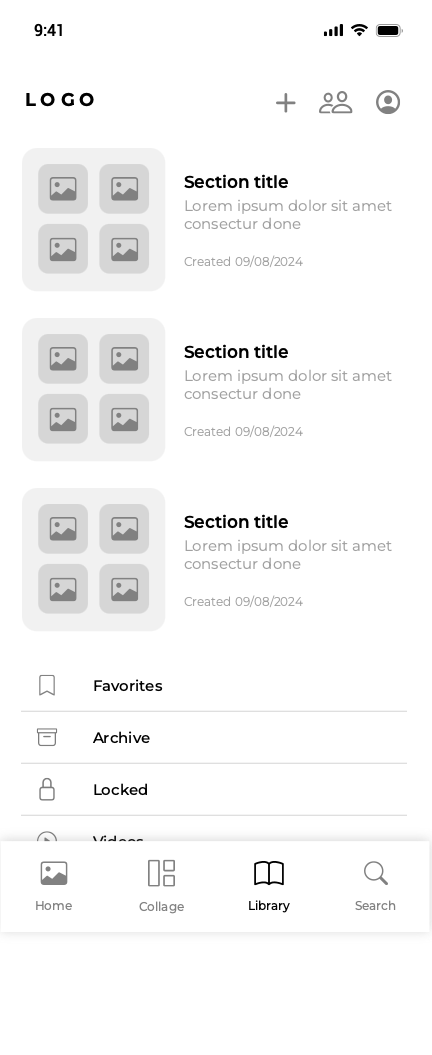 9:41
LOGO
Section title
Lorem ipsum dolor sit amet
consectur done
Created 09/08/2024
Section title
Lorem ipsum dolor sit amet
consectur done
Created 09/08/2024
Section title
Lorem ipsum dolor sit amet
consectur done
Created 09/08/2024
Favorites
Archive
Locked
Videos
Home
Collage
Library
Search